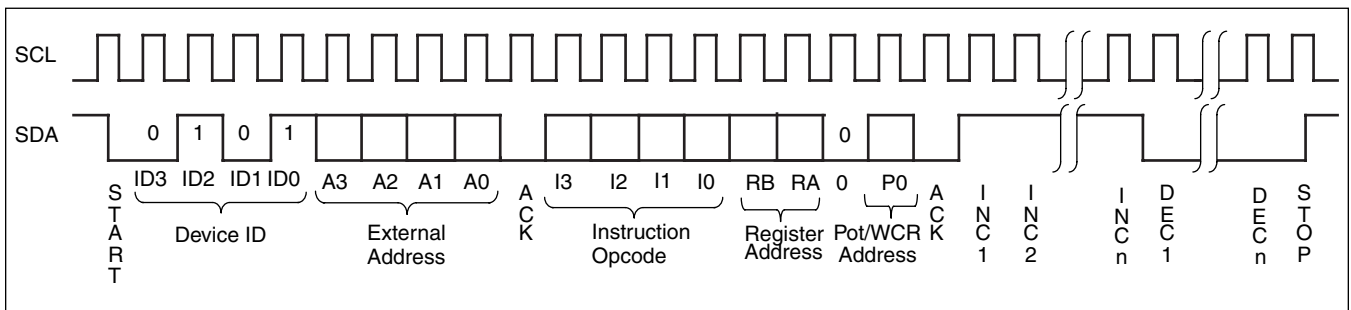 SCL
SDA
0 1 0 1 0
ID3 ID2 ID1 ID0 A3 A2 A1 A0 I3 I2 I1 I0 RB RA 0 P0
START
Device ID
External
Address
ACK
Instruction
Opcode
Register
Address
Pot/WCR
Address
ACK
INC1
INC2
INCn
DEC1
DECn
STOP